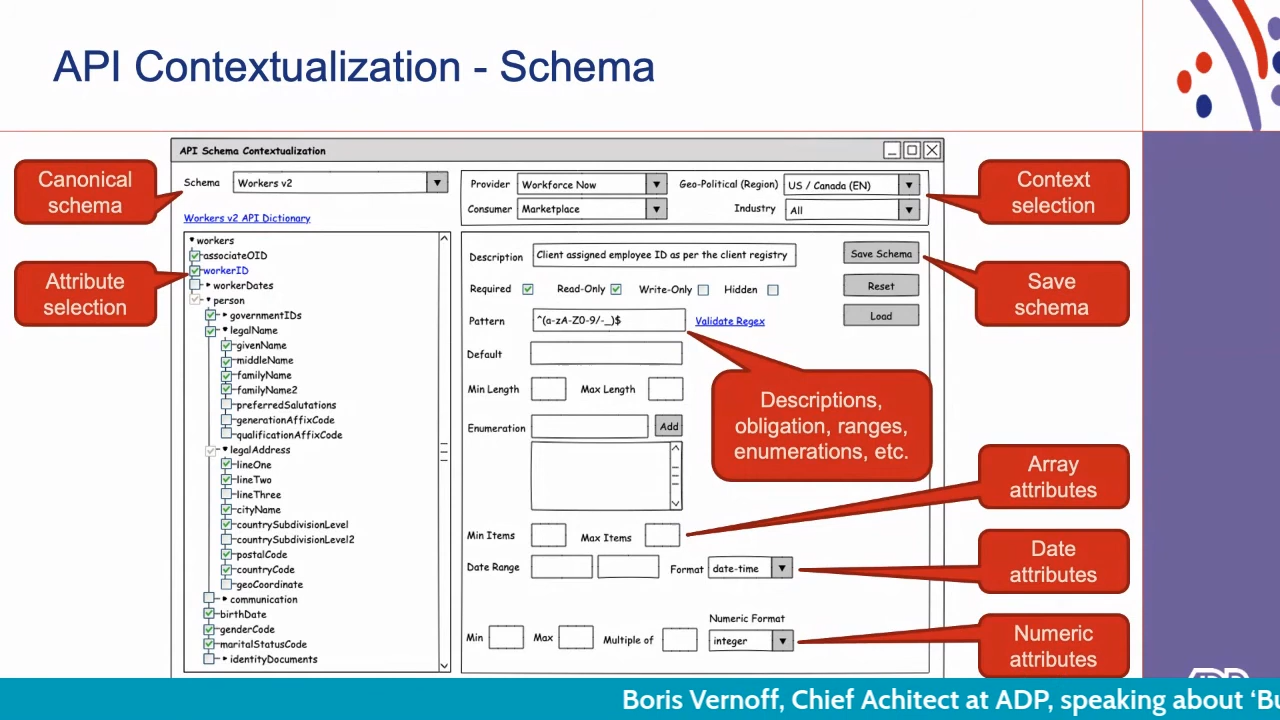 API Contextualization - Schema
API Schema Contextualization
Canonical
schema
Schema
Workers v2
Workers v2 API Dictionary
Attribute
selection
workers
associateOID
workerID
workerDates
person
governmentIDs
legalName
givenName
middleName
familyName
familyName2
preferredSalutations
generationAffixCode
qualificationAffixCode
legalAddress
lineOne
lineTwo
lineThree
cityName
countrySubdivisionLevel
countrySubdivisionLevel2
postalCode
countryCode
geoCoordinate
communication
birthDate
genderCode
maritalStatusCode
identityDocuments
Provider Workforce Now Geo-Political (Region) US / Canada (EN)
Consumer Marketplace Industry All
Context
selection
Description Client assigned employee ID as per the client registry
Save Schema
Reset
Load
Save
schema
Required Read-Only Write-Only Hidden
Pattern ^(a-zA-Z0-9/-_)$ Validate Regex
Default
Min Length Max Length
Enumeration Add
Descriptions,
obligation, ranges,
enumerations, etc.
Array
attributes
Min Items Max Items
Date Range Format date-time
Date
attributes
Numeric Format
Min Max Multiple of integer
Numeric
attributes
ADP
Boris Vernoff, Chief Achitect at ADP, speaking about ‘Bu